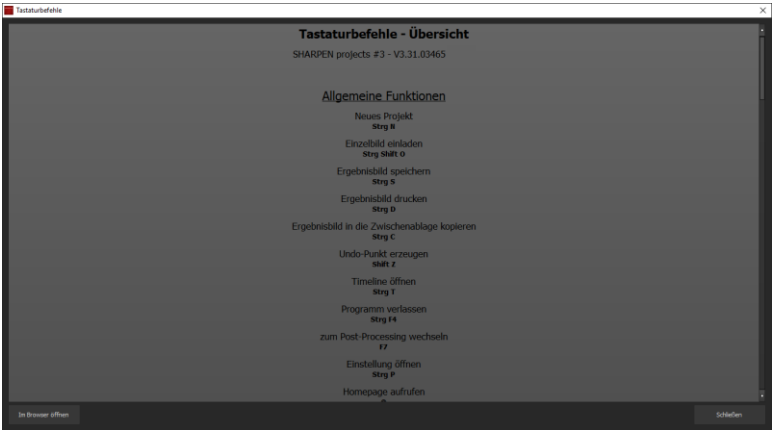 Tastaturbefehle
Tastaturbefehle - Übersicht
SHARPEN projects #3 - V3.31.03465
Allgemeine Funktionen
Neues Projekt
Strg N
Einzelbild einladen
Strg Shift O
Ergebnisbild speichern
Strg S
Ergebnisbild drucken
Strg D
Ergebnisbild in die Zwischenablage kopieren
Strg C
Undo-Punkt erzeugen
Shift Z
Timeline öffnen
Strg T
Programm verlassen
Strg F4
zum Post-Processing wechseln
F7
Einstellung öffnen
Strg P
Homepage aufrufen
Im Browser öffnen
Schließen